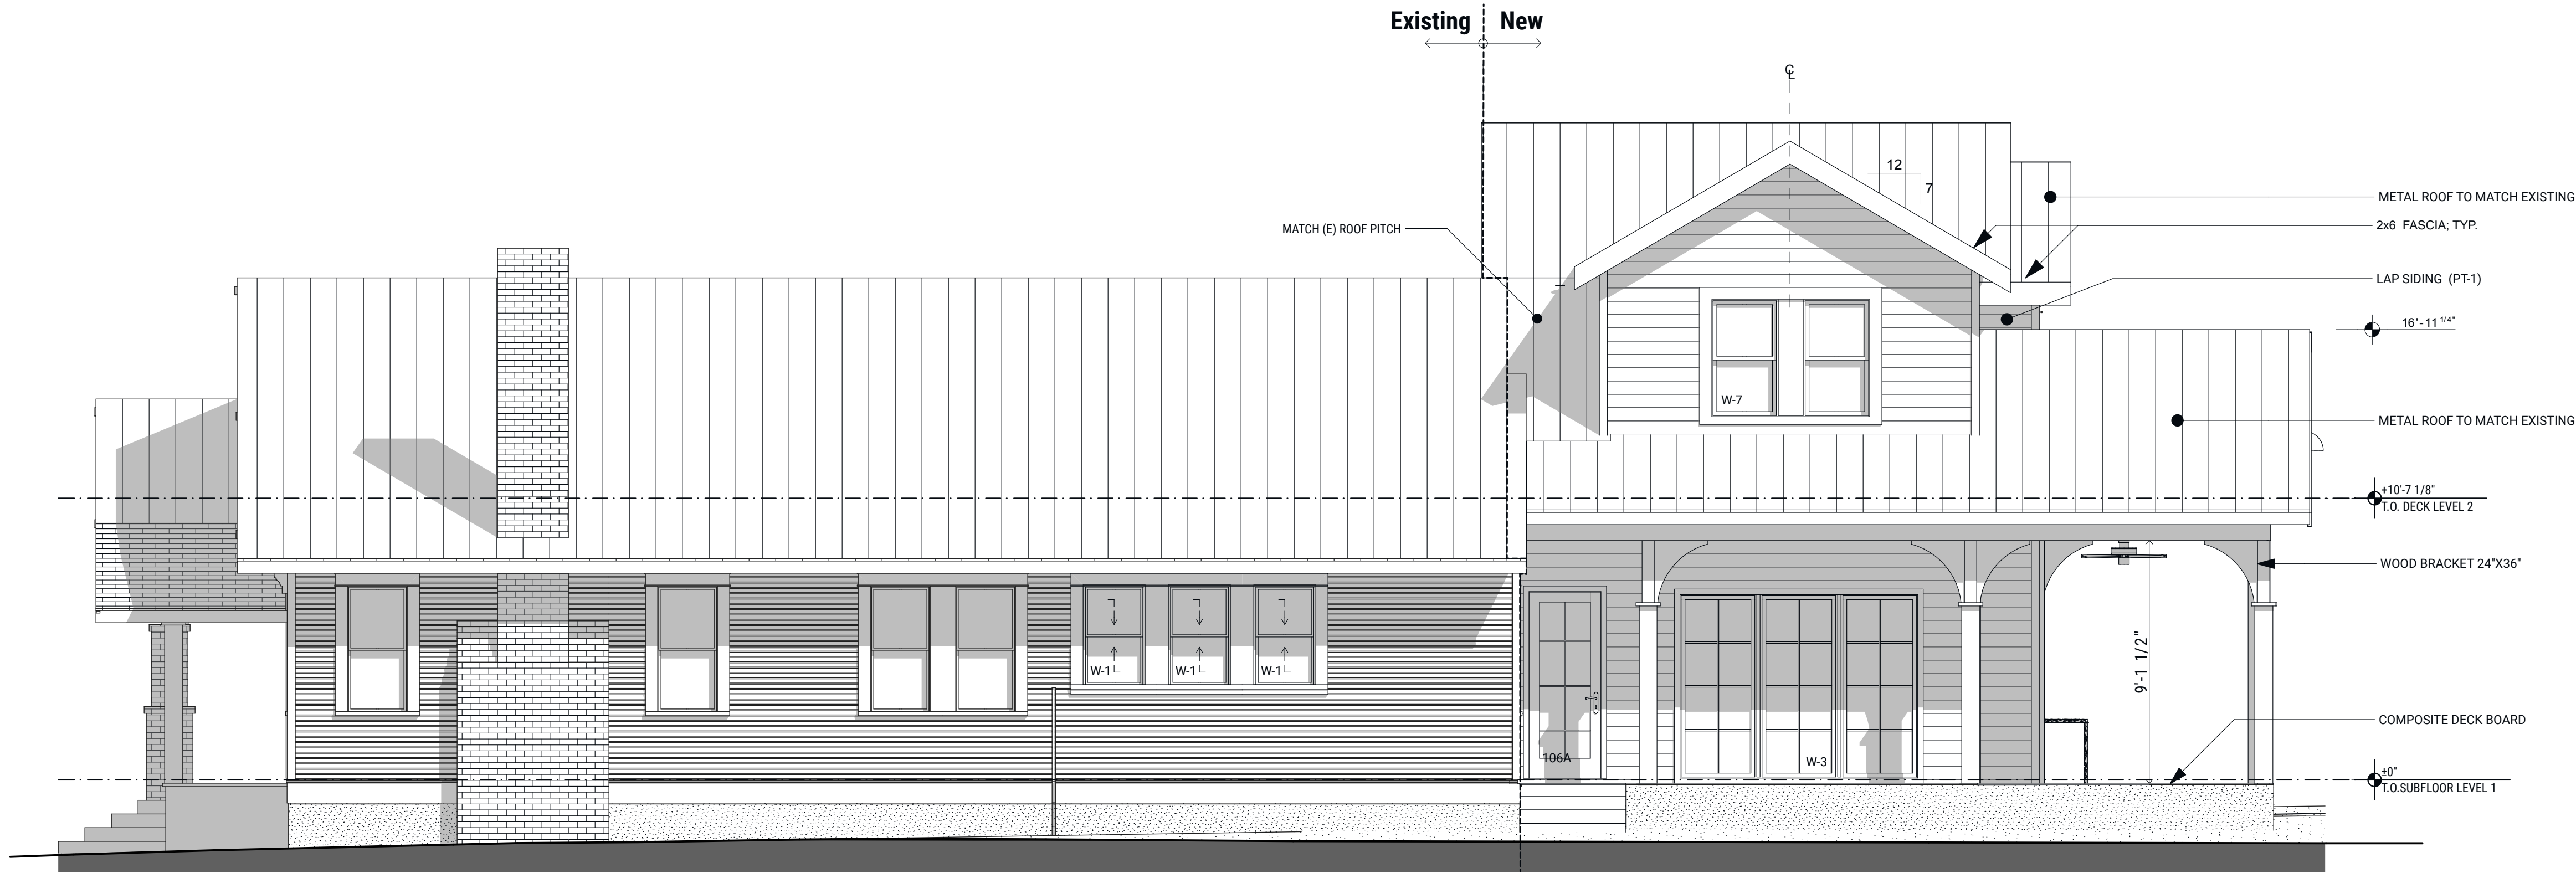 Existing New
℄
12
7
METAL ROOF TO MATCH EXISTING
2x6 FASCIA; TYP.
MATCH (E) ROOF PITCH
LAP SIDING (PT-1)
16'-11 1/4"
W-7
METAL ROOF TO MATCH EXISTING
+10'-7 1/8"
T.O. DECK LEVEL 2
WOOD BRACKET 24"X36"
9'-1 1/2"
W-1 W-1 W-1
COMPOSITE DECK BOARD
106A
W-3
±0"
T.O.SUBFLOOR LEVEL 1